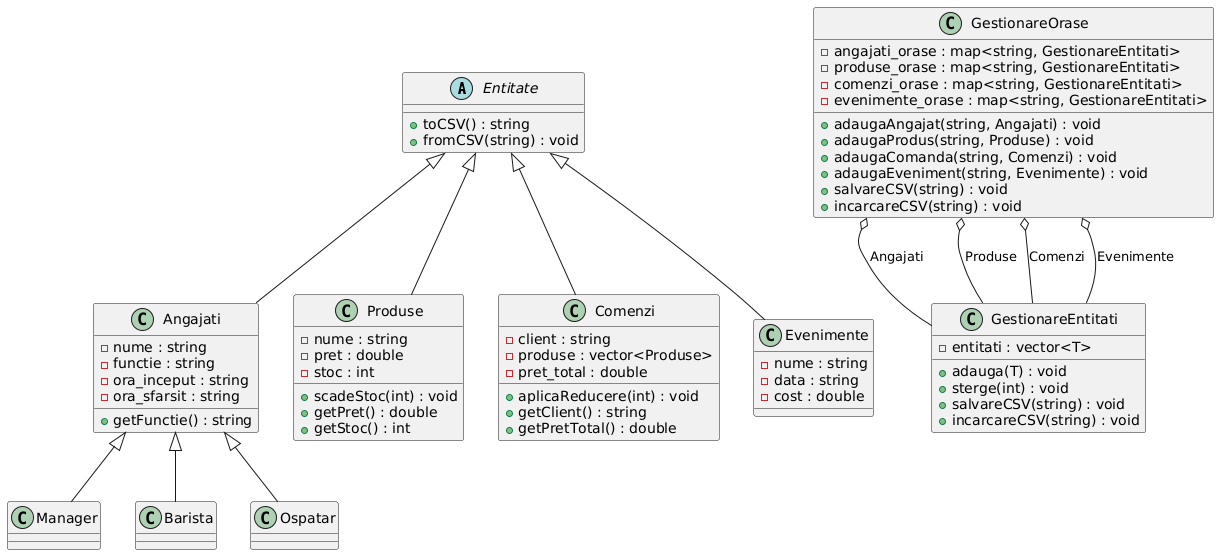 GestionareOrase
angajati_orase : map<string, GestionareEntitati>
produse_orase : map<string, GestionareEntitati>
comenzi_orase : map<string, GestionareEntitati>
evenimente_orase : map<string, GestionareEntitati>
adaugaAngajat(string, Angajati) : void
adaugaProdus(string, Produse) : void
adaugaComanda(string, Comenzi) : void
adaugaEveniment(string, Evenimente) : void
salvareCSV(string) : void
incarcareCSV(string) : void
A Entitate
toCSV() : string
fromCSV(string) : void
Angajati
Produse
Comenzi
Evenimente
C Angajati
nume : string
functie : string
ora_inceput : string
ora_sfarsit : string
getFunctie() : string
C Produse
nume : string
pret : double
stoc : int
scadeStoc(int) : void
getPret() : double
getStoc() : int
C Comenzi
client : string
produse : vector<Produse>
pret_total : double
aplicaReducere(int) : void
getClient() : string
getPretTotal() : double
C Evenimente
nume : string
data : string
cost : double
C GestionareEntitati
entitati : vector<T>
adauga(T) : void
sterge(int) : void
salvareCSV(string) : void
incarcareCSV(string) : void
C Manager
C Barista
C Ospatar